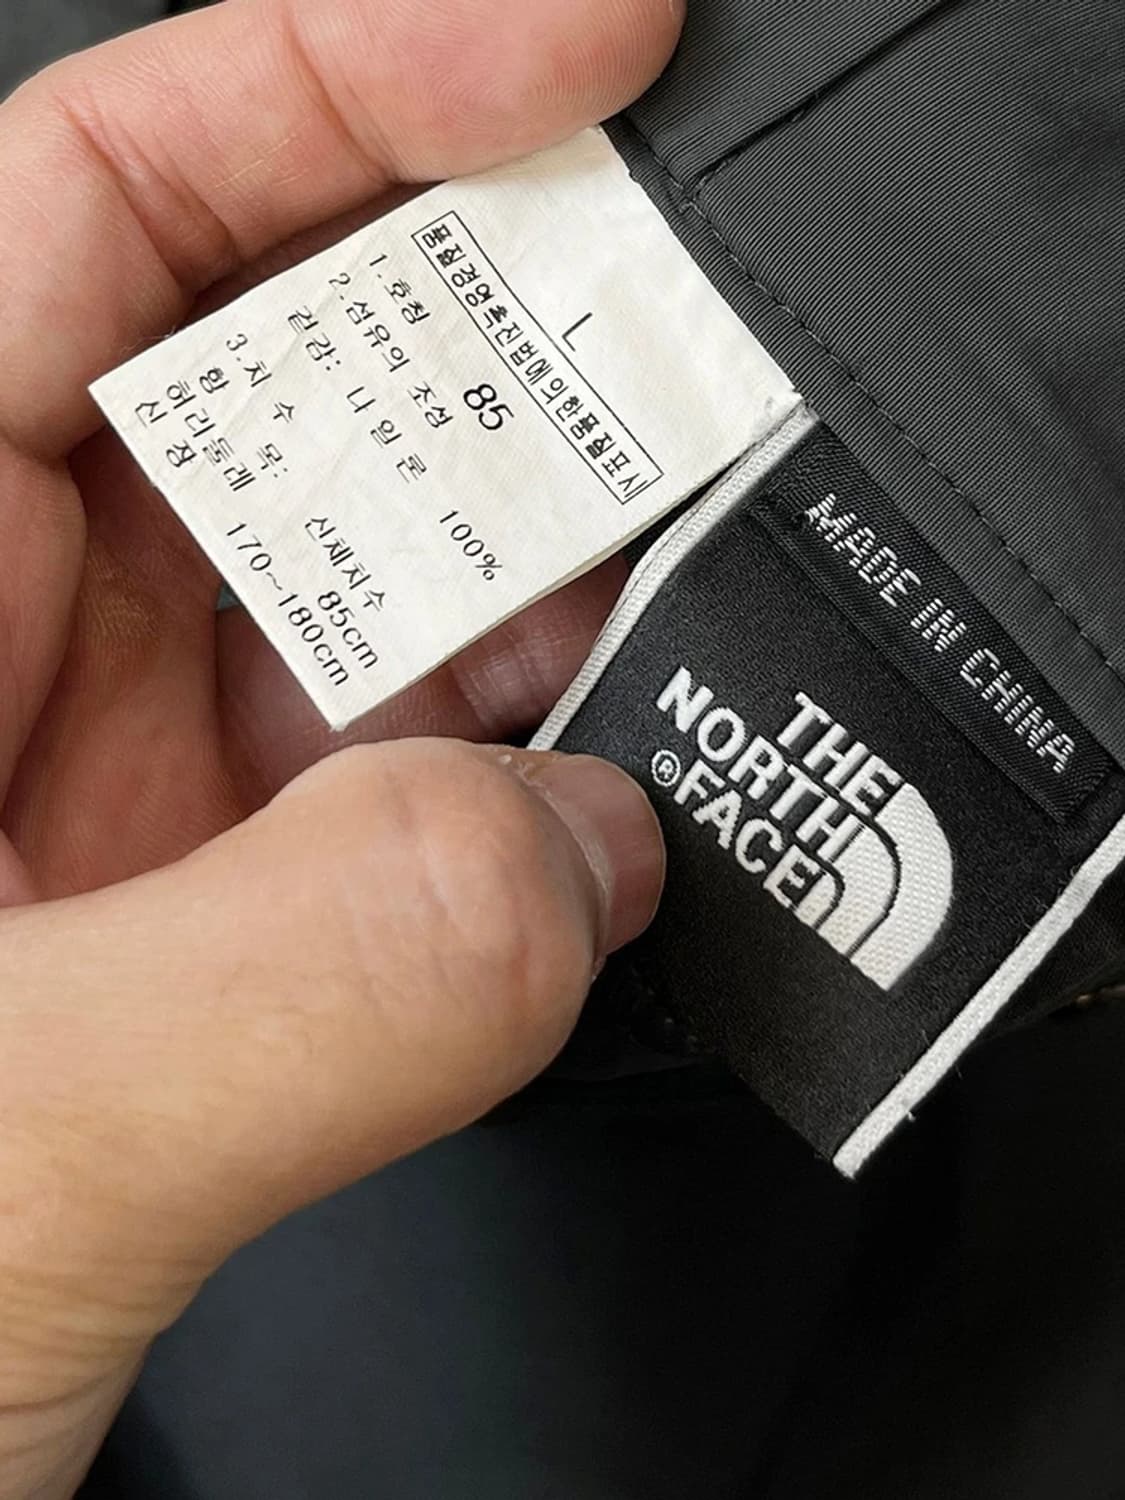 L
품질경영촉진법에의한품질표시
1.호칭 85
2.섬유의 조성
겉감: 나 일 론 100%
3.치 수
항 목: 신체치수
허리둘레 85cm
신 장 170~180cm
MADE IN CHINA
THE
NORTH
®FACE